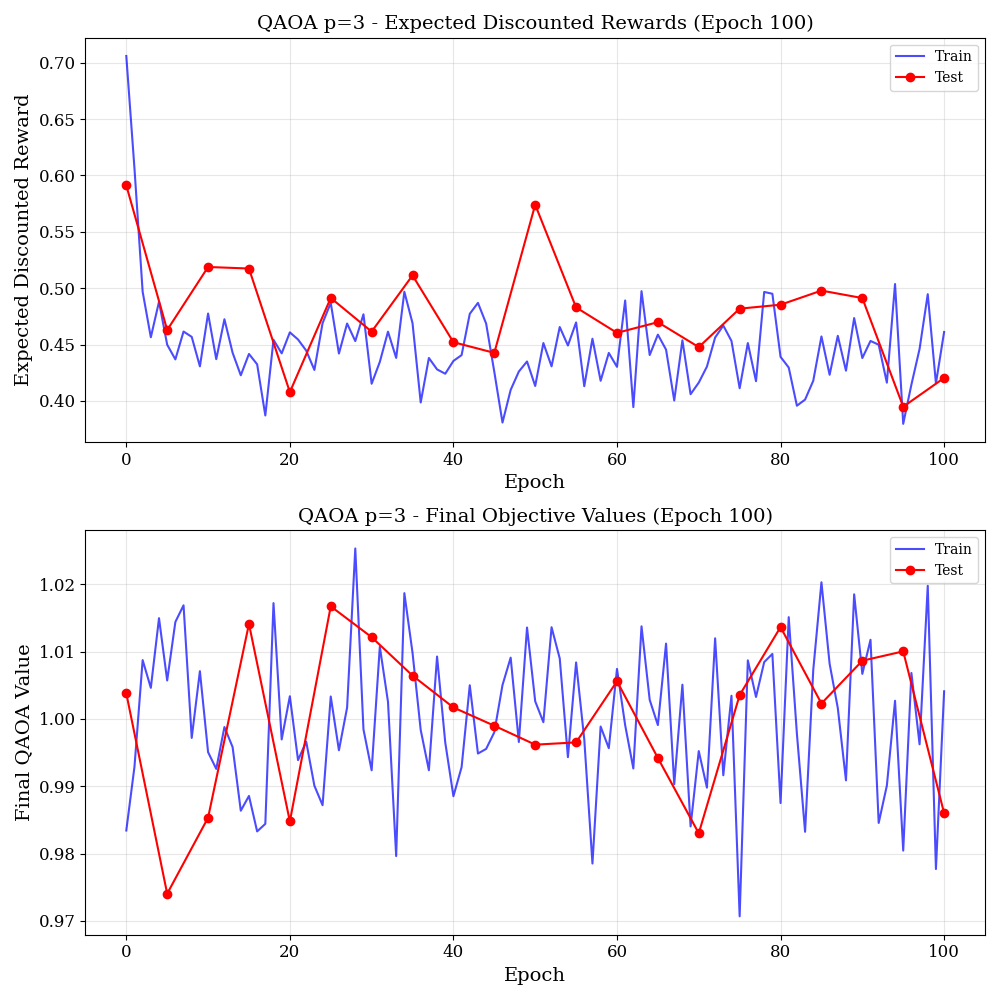 QAOA p=3 - Expected Discounted Rewards (Epoch 100)
Expected Discounted Reward
0.70
0.65
0.60
0.55
0.50
0.45
0.40
Train
Test
0 20 40 60 80 100
Epoch
QAOA p=3 - Final Objective Values (Epoch 100)
Final QAOA Value
1.02
1.01
1.00
0.99
0.98
0.97
Train
Test
0 20 40 60 80 100
Epoch